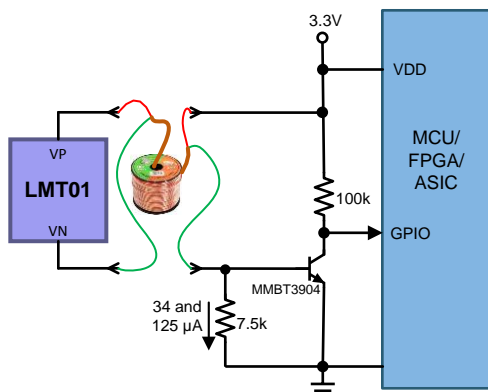 3.3V
VDD
VP
LMT01
VN
MCU/
FPGA/
ASIC
100k
GPIO
MMBT3904
34 and
125 µA
7.5k